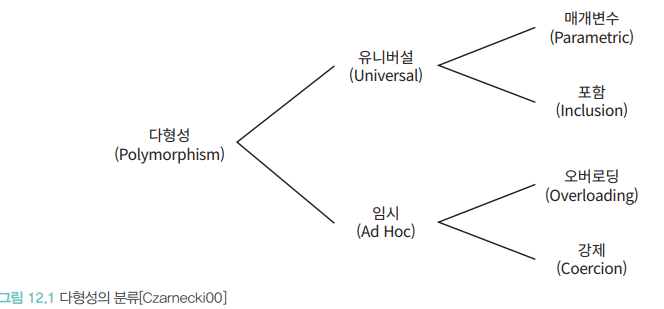 매개변수
(Parametric)
유니버설
(Universal)
포함
(Inclusion)
다형성
(Polymorphism)
오버로딩
(Overloading)
임시
(Ad Hoc)
강제
(Coercion)
그림 12.1 다형성의 분류[Czarnecki00]